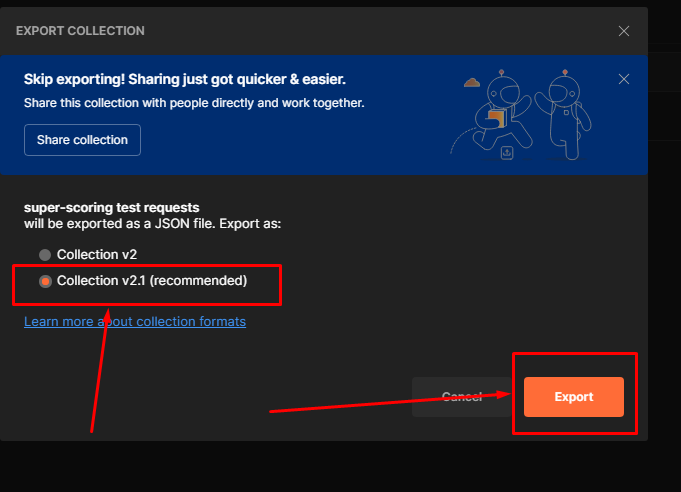 EXPORT COLLECTION
Skip exporting! Sharing just got quicker & easier.
Share this collection with people directly and work together.
Share collection
super-scoring test requests
will be exported as a JSON file. Export as:
Collection v2
Collection v2.1 (recommended)
Learn more about collection formats
Cancel
Export